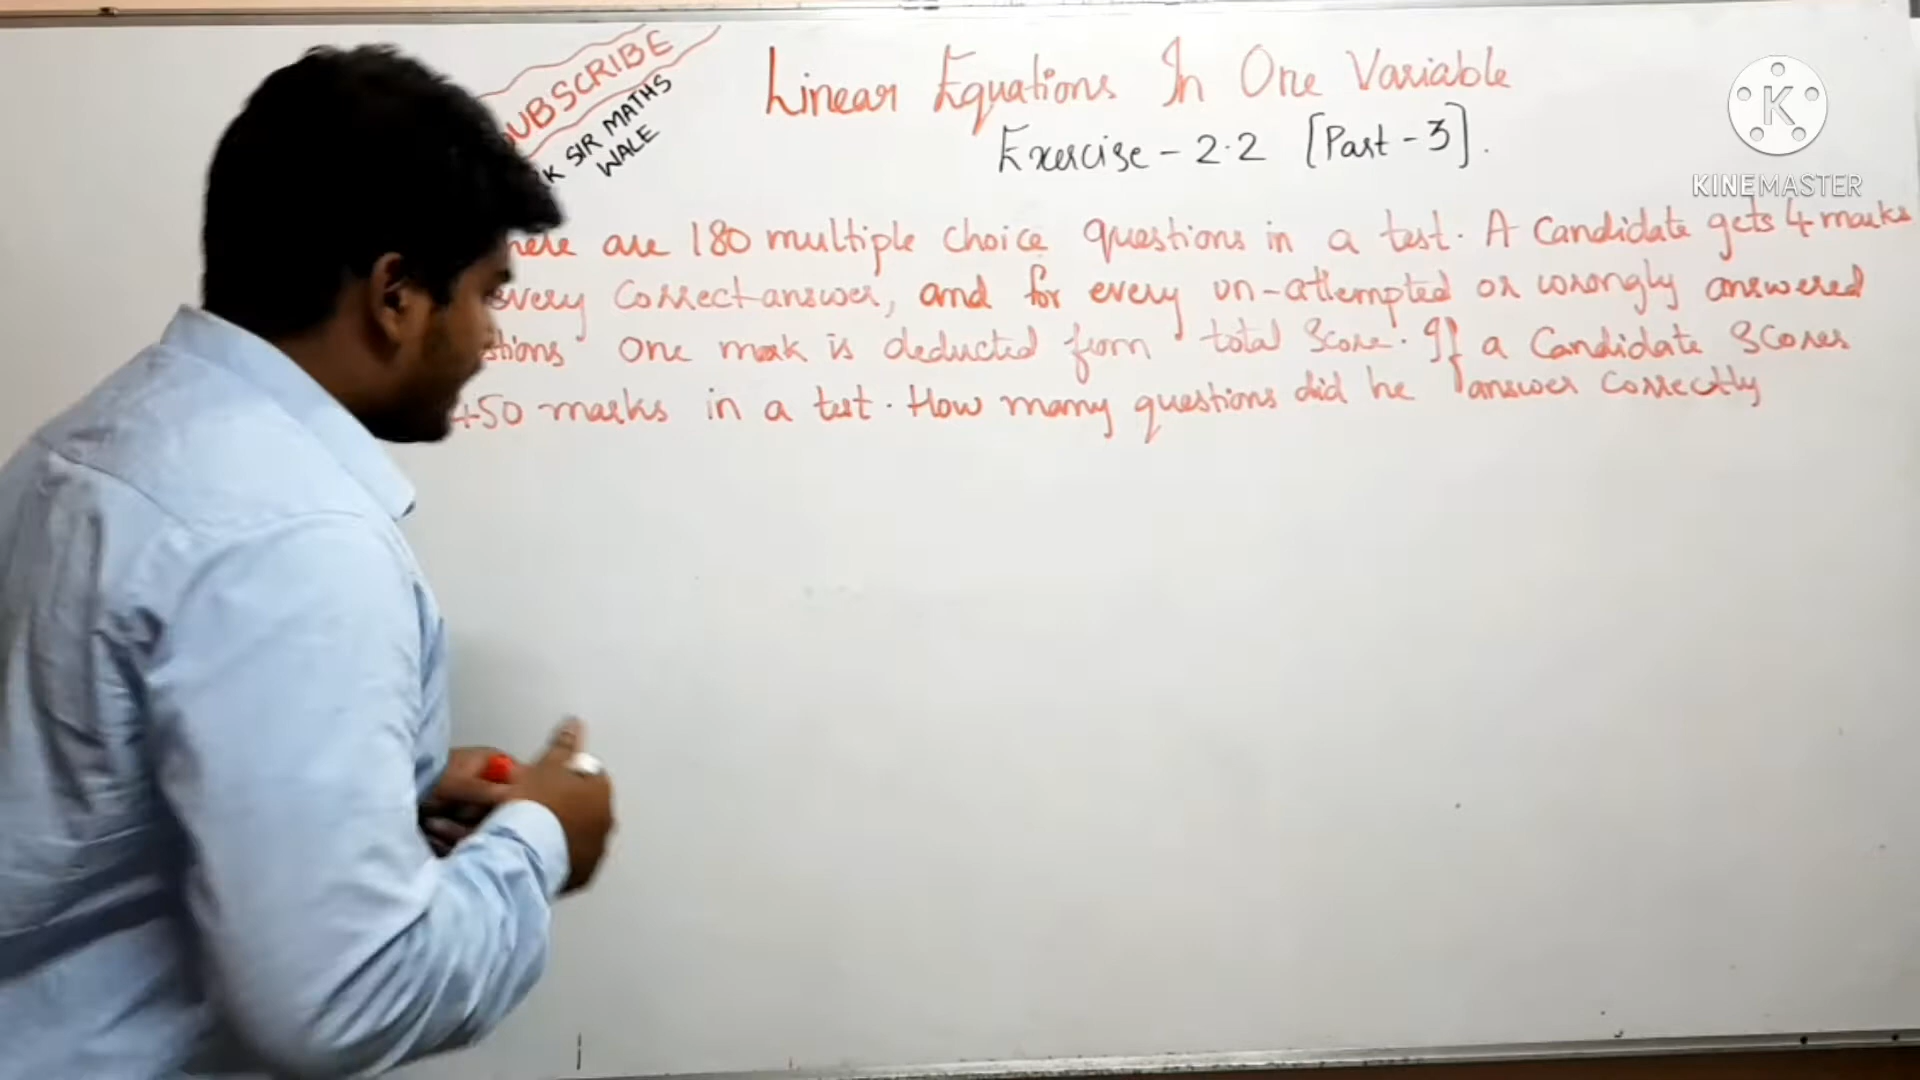 SUBSCRIBE
K SIR MATHS
WALE
Linear Equations In One Variable
Exercise - 2.2 [Part - 3].
KINEMASTER
here are 180 multiple choice questions in a test. A Candidate gets 4 marks
every correct answer, and for every un-attempted or wrongly answered
stions one mark is deducted from total Score. If a Candidate Scores
450 marks in a test. How many questions did he answer correctly